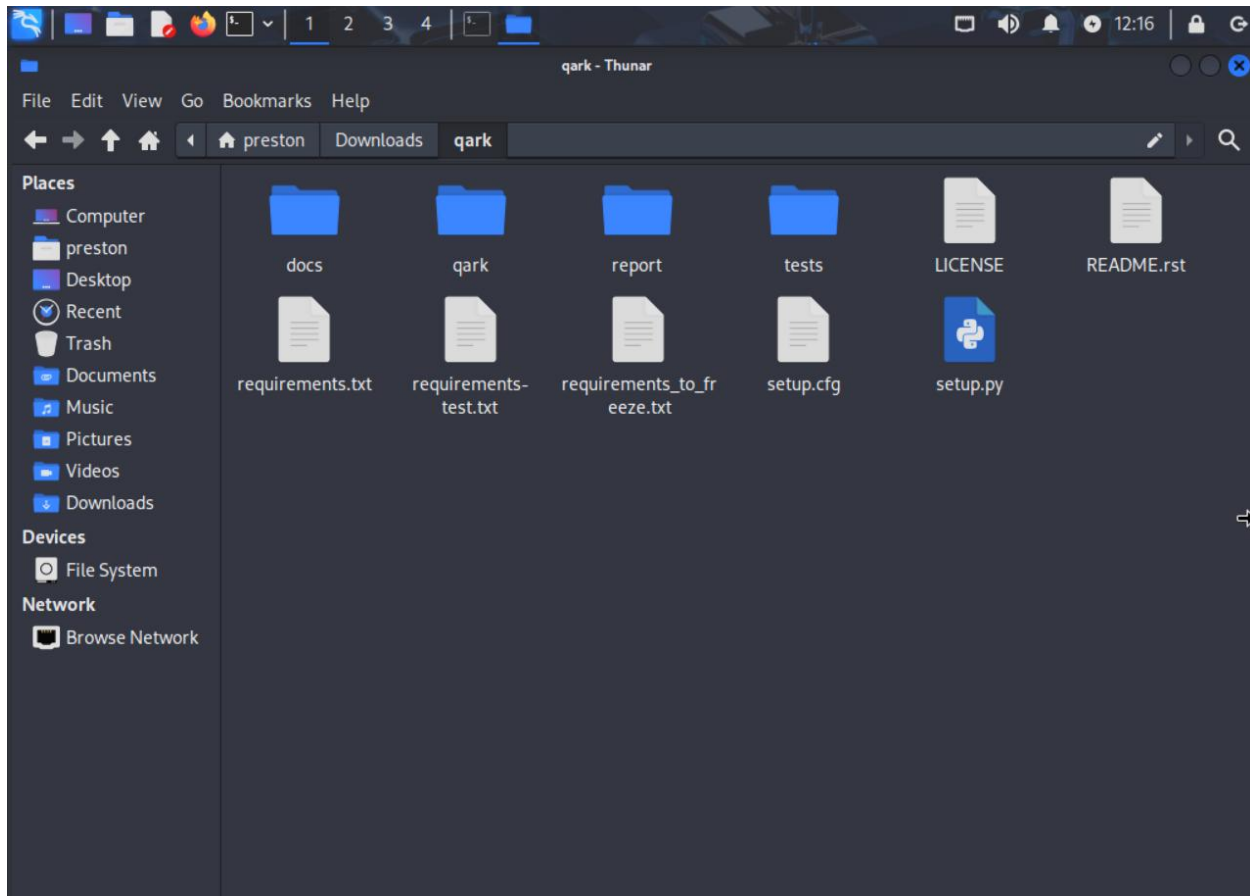 1 2 3 4 12:16
qark - Thunar
File Edit View Go Bookmarks Help
preston Downloads qark
Places
Computer
preston
Desktop
Recent
Trash
Documents
Music
Pictures
Videos
Downloads
Devices
File System
Network
Browse Network
docs qark report tests LICENSE README.rst
requirements.txt requirements- requirements_to_fr setup.cfg setup.py
test.txt eeze.txt